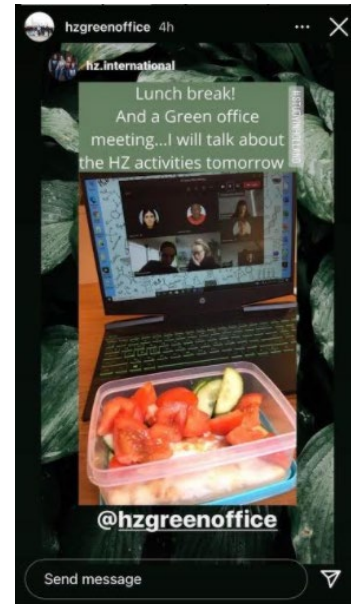 hzgreenoffice 4h
hz.international
Lunch break!
And a Green office
meeting...I will talk about
the HZ activities tomorrow
@hzgreenoffice
Send message